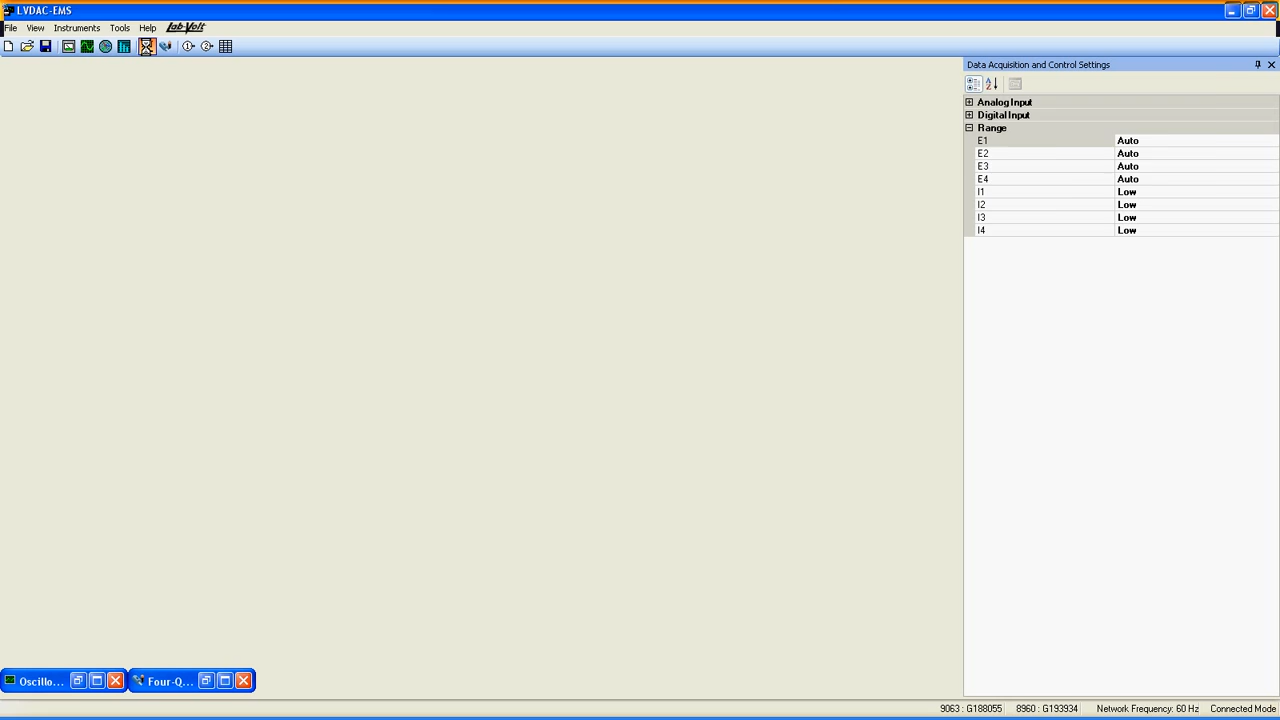 LVDAC-EMS
File View Instruments Tools Help Lab-Volt
1 2
Data Acquisition and Control Settings
A Z
Analog Input
Digital Input
Range
E1 Auto
E2 Auto
E3 Auto
E4 Auto
I1 Low
I2 Low
I3 Low
I4 Low
Oscillo... Four-Q...
9063 : G188055 8960 : G193934 Network Frequency: 60 Hz Connected Mode